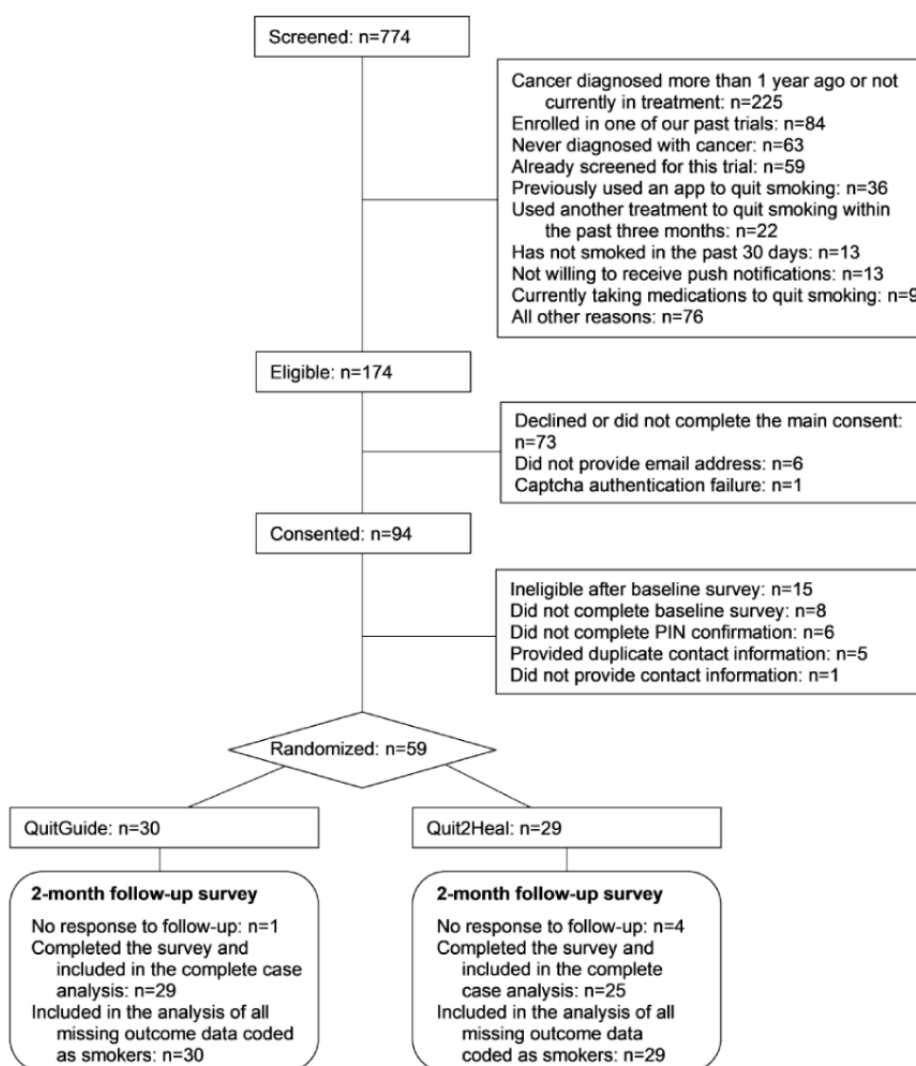 Screened: n=774
Cancer diagnosed more than 1 year ago or not
currently in treatment: n=225
Enrolled in one of our past trials: n=84
Never diagnosed with cancer: n=63
Already screened for this trial: n=59
Previously used an app to quit smoking: n=36
Used another treatment to quit smoking within
the past three months: n=22
Has not smoked in the past 30 days: n=13
Not willing to receive push notifications: n=13
Currently taking medications to quit smoking: n=9
All other reasons: n=76
Eligible: n=174
Declined or did not complete the main consent:
n=73
Did not provide email address: n=6
Captcha authentication failure: n=1
Consented: n=94
Ineligible after baseline survey: n=15
Did not complete baseline survey: n=8
Did not complete PIN confirmation: n=6
Provided duplicate contact information: n=5
Did not provide contact information: n=1
Randomized: n=59
QuitGuide: n=30
2-month follow-up survey
No response to follow-up: n=1
Completed the survey and
included in the complete case
analysis: n=29
Included in the analysis of all
missing outcome data coded
as smokers: n=30
Quit2Heal: n=29
2-month follow-up survey
No response to follow-up: n=4
Completed the survey and
included in the complete
case analysis: n=25
Included in the analysis of all
missing outcome data
coded as smokers: n=29